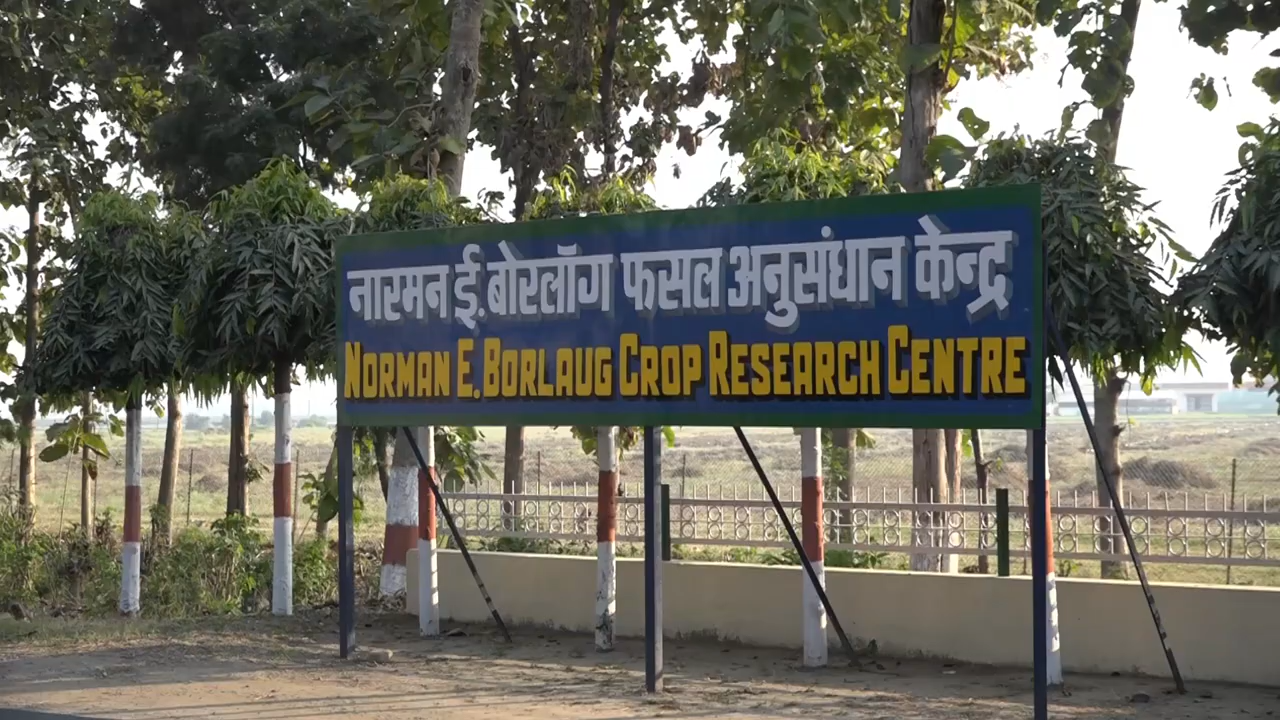 नारमन ई. बोरलॉग फसल अनुसंधान केन्द्र
NORMAN E. BORLAUG CROP RESEARCH CENTRE